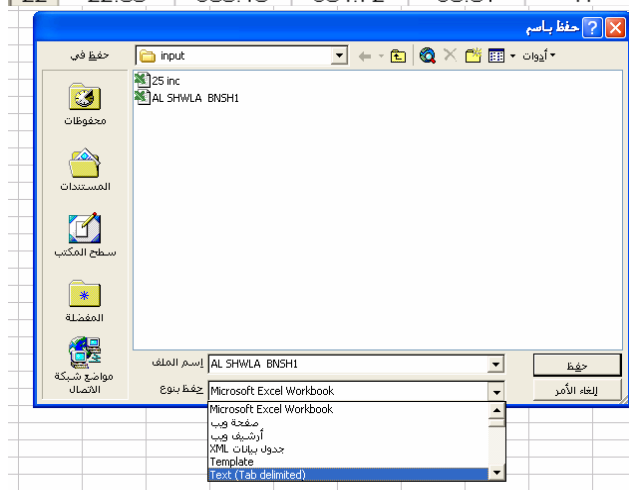 حفظ باسم
حفظ في
input
أدوات
25 inc
AL SHWLA BNSH1
محفوظات
المستندات
سطح المكتب
المفضلة
مواضع شبكة
الاتصال
إسم الملف
AL SHWLA BNSH1
حفظ
حفظ بنوع
Microsoft Excel Workbook
إلغاء الأمر
Microsoft Excel Workbook
صفحة ويب
أرشيف ويب
جدول بيانات XML
Template
Text (Tab delimited)